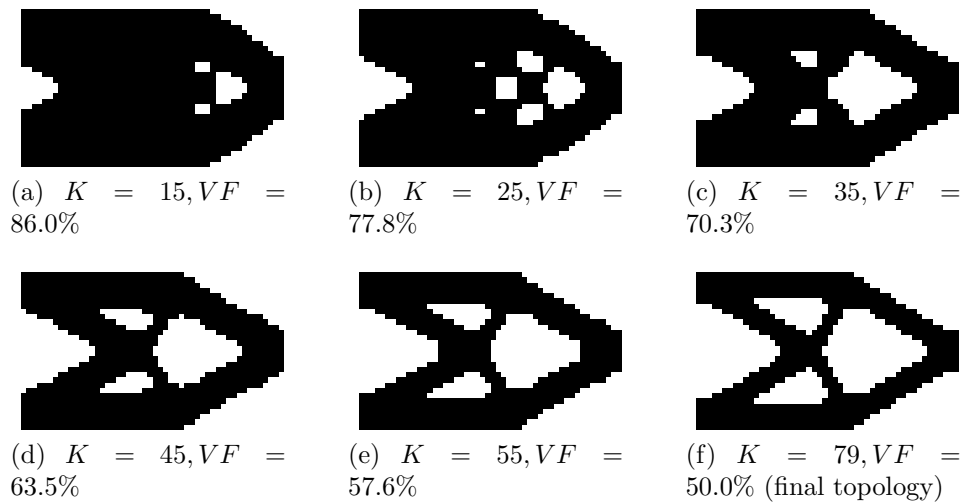 (a) K = 15, VF =
86.0%
(b) K = 25, VF =
77.8%
(c) K = 35, VF =
70.3%
(d) K = 45, VF =
63.5%
(e) K = 55, VF =
57.6%
(f) K = 79, VF =
50.0% (final topology)